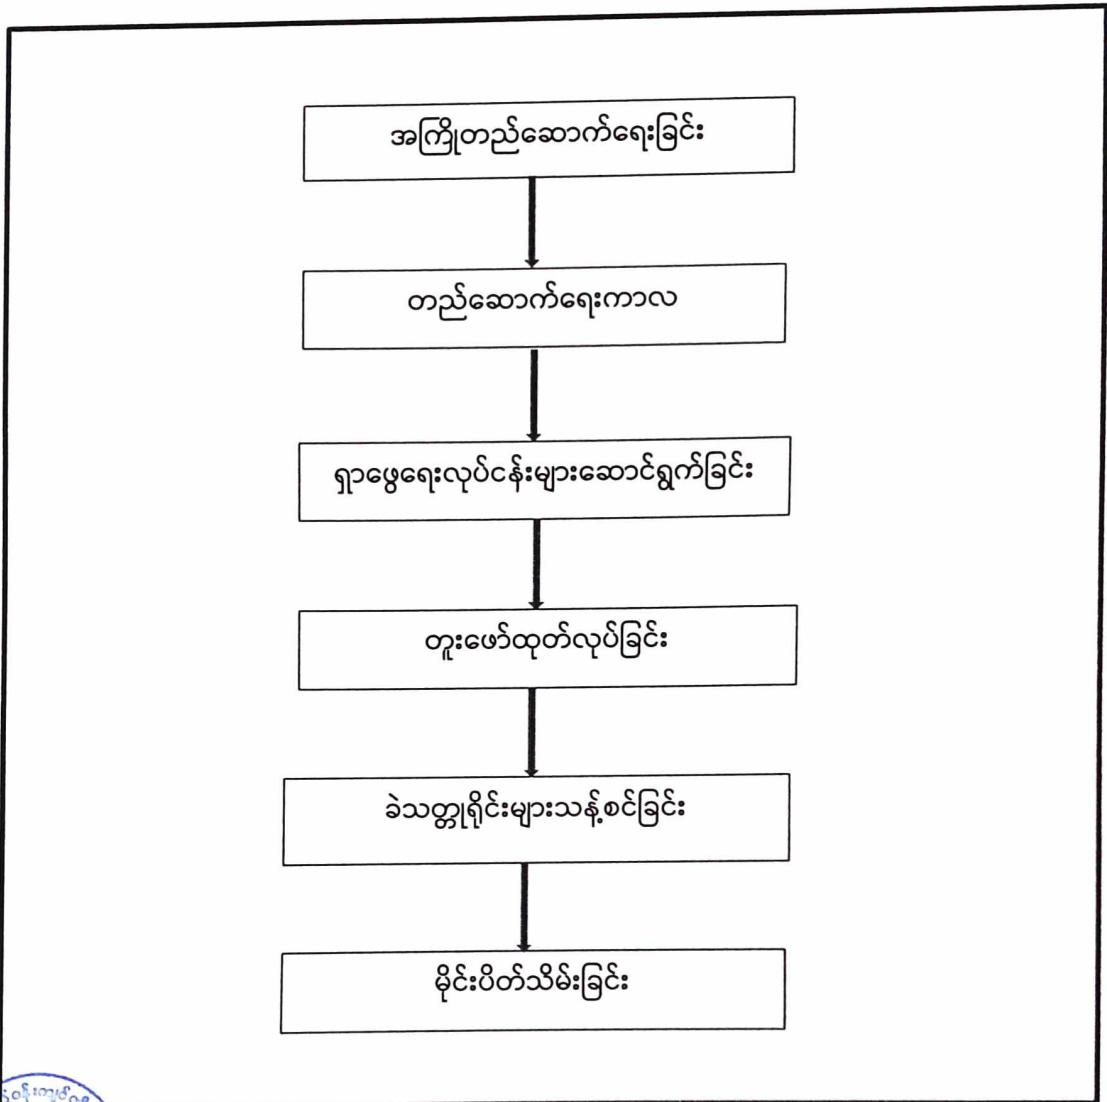 အကြိုတည်ဆောက်ရေးခြင်း
တည်ဆောက်ရေးကာလ
ရှာဖွေရေးလုပ်ငန်းများဆောင်ရွက်ခြင်း
တူးဖော်ထုတ်လုပ်ခြင်း
ခဲသတ္တုရိုင်းများသန့်စင်ခြင်း
မိုင်းပိတ်သိမ်းခြင်း